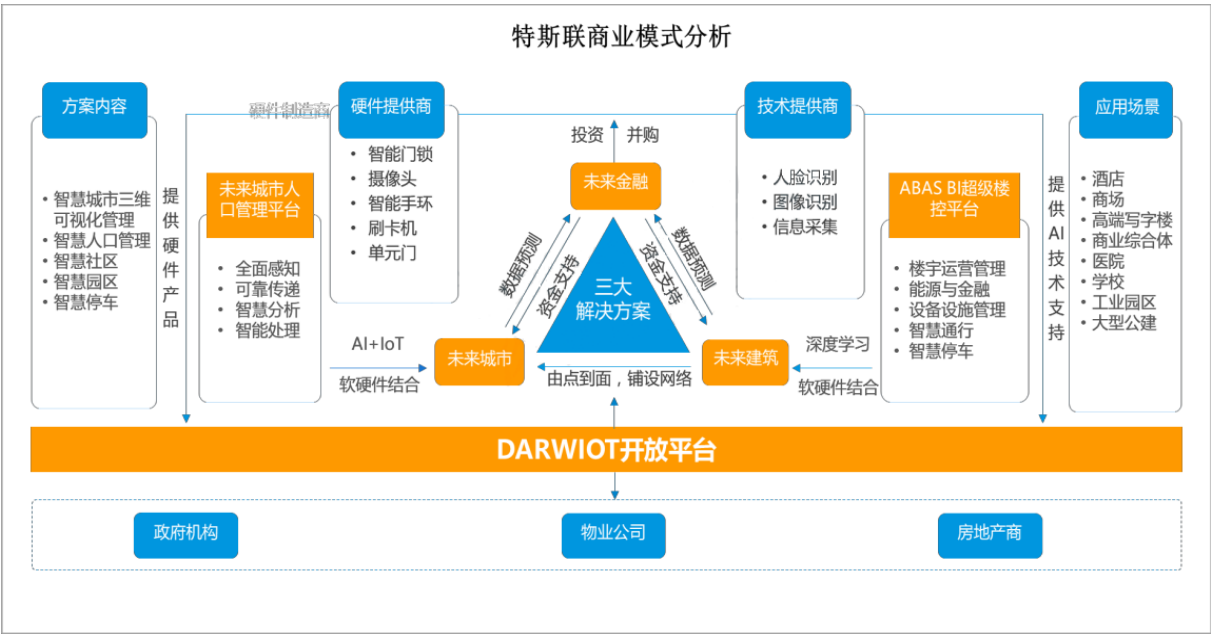 特斯联商业模式分析
方案内容
• 智慧城市三维
可视化管理
• 智慧人口管理
• 智慧社区
• 智慧园区
• 智慧停车
提供硬件产品
硬件制造商
未来城市人
口管理平台
• 全面感知
• 可靠传递
• 智慧分析
• 智能处理
硬件提供商
• 智能门锁
• 摄像头
• 智能手环
• 刷卡机
• 单元门
AI+IoT
软硬件结合
投资 并购
未来金融
数据预测
资金支持
资金支持
数据预测
三大
解决方案
未来城市
未来建筑
由点到面，铺设网络
技术提供商
• 人脸识别
• 图像识别
• 信息采集
深度学习
软硬件结合
ABAS BI超级楼
控平台
• 楼宇运营管理
• 能源与金融
• 设备设施管理
• 智慧通行
• 智慧停车
提供AI技术支持
应用场景
• 酒店
• 商场
• 高端写字楼
• 商业综合体
• 医院
• 学校
• 工业园区
• 大型公建
DARWIOT开放平台
政府机构
物业公司
房地产商